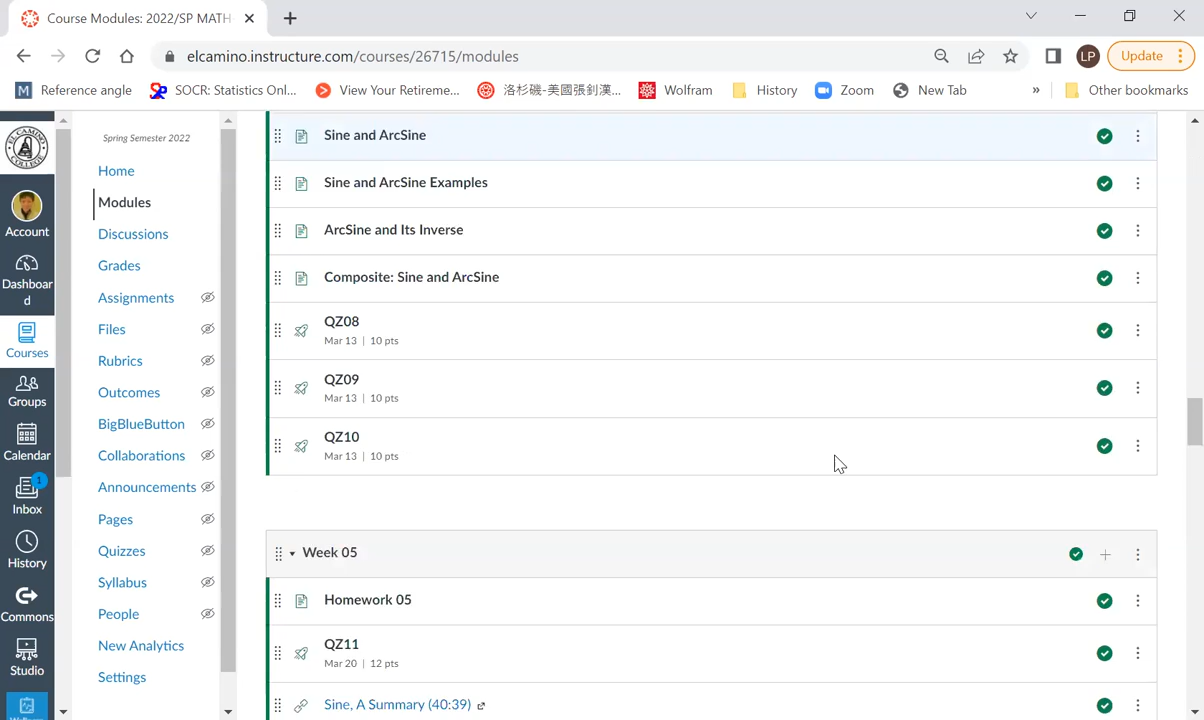 Course Modules: 2022/SP MATH-
elcamino.instructure.com/courses/26715/modules
LP
Update
M
Reference angle
SOCR: Statistics Onl...
View Your Retireme...
洛杉磯-美國張釗漢...
Wolfram
History
Zoom
New Tab
»
Other bookmarks
Account
Dashboar
d
Courses
Groups
Calendar
1
Inbox
History
Commons
Studio
Spring Semester 2022
Home
Modules
Discussions
Grades
Assignments
Files
Rubrics
Outcomes
BigBlueButton
Collaborations
Announcements
Pages
Quizzes
Syllabus
People
New Analytics
Settings
Sine and ArcSine
Sine and ArcSine Examples
ArcSine and Its Inverse
Composite: Sine and ArcSine
QZ08
Mar 13 | 10 pts
QZ09
Mar 13 | 10 pts
QZ10
Mar 13 | 10 pts
Week 05
Homework 05
QZ11
Mar 20 | 12 pts
Sine, A Summary (40:39)